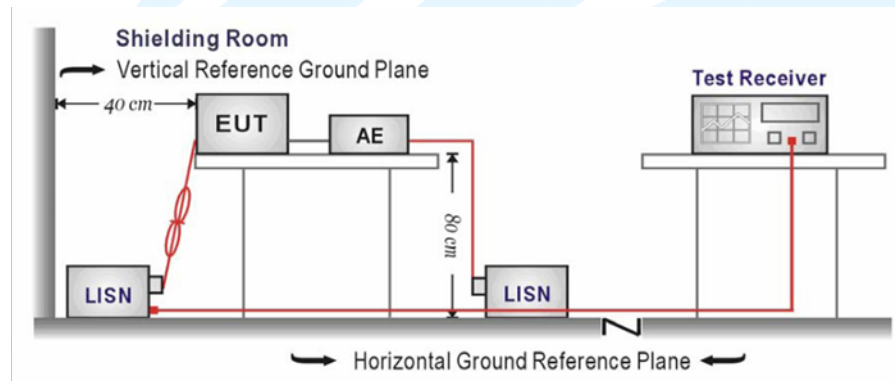 Shielding Room
Vertical Reference Ground Plane
40 cm
EUT
AE
Test Receiver
80 cm
LISN
LISN
Horizontal Ground Reference Plane